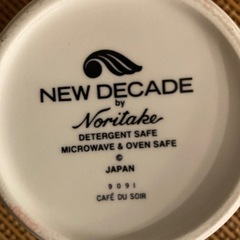 NEW DECADE
by
Noritake
DETERGENT SAFE
MICROWAVE & OVEN SAFE
©
JAPAN
9091
CAFÉ DU SOIR